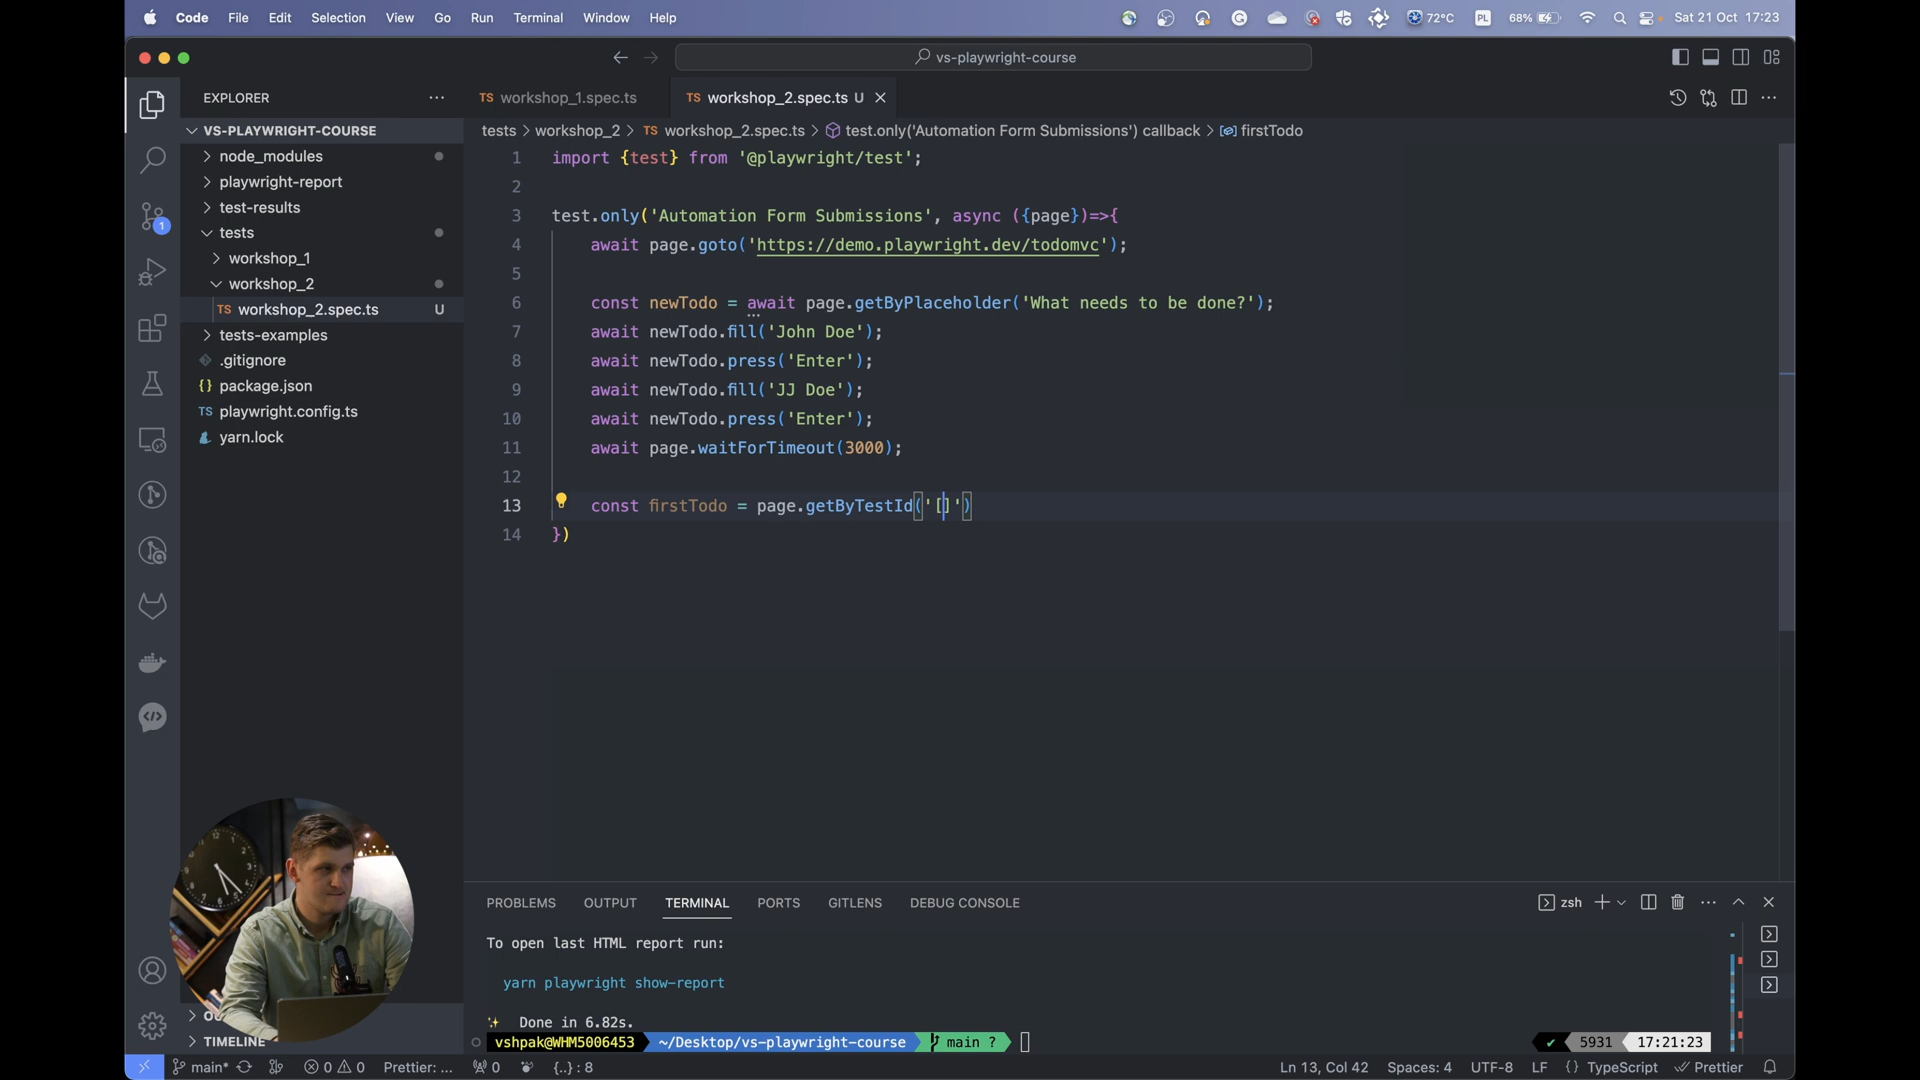 Code File Edit Selection View Go Run Terminal Window Help
72°C PL 68% Sat 21 Oct 17:23
vs-playwright-course
EXPLORER
TS workshop_1.spec.ts
TS workshop_2.spec.ts U
VS-PLAYWRIGHT-COURSE
tests > workshop_2 > TS workshop_2.spec.ts > test.only('Automation Form Submissions') callback > firstTodo
node_modules
playwright-report
test-results
tests
workshop_1
workshop_2
TS workshop_2.spec.ts U
tests-examples
.gitignore
{} package.json
TS playwright.config.ts
yarn.lock
1
1 import {test} from '@playwright/test';
2
3 test.only('Automation Form Submissions', async ({page})=>{
4 await page.goto('https://demo.playwright.dev/todomvc');
5
6 const newTodo = await page.getByPlaceholder('What needs to be done?');
7 await newTodo.fill('John Doe');
8 await newTodo.press('Enter');
9 await newTodo.fill('JJ Doe');
10 await newTodo.press('Enter');
11 await page.waitForTimeout(3000);
12
13 const firstTodo = page.getByTestId('[]')
14 })
TIMELINE
PROBLEMS OUTPUT TERMINAL PORTS GITLENS DEBUG CONSOLE
zsh
To open last HTML report run:
yarn playwright show-report
✨ Done in 6.82s.
vshpak@WHM5006453 ~/Desktop/vs-playwright-course main ?
✔ 5931 17:21:23
main* 0 0 Prettier: ... 0 {..} : 8
Ln 13, Col 42 Spaces: 4 UTF-8 LF {} TypeScript Prettier